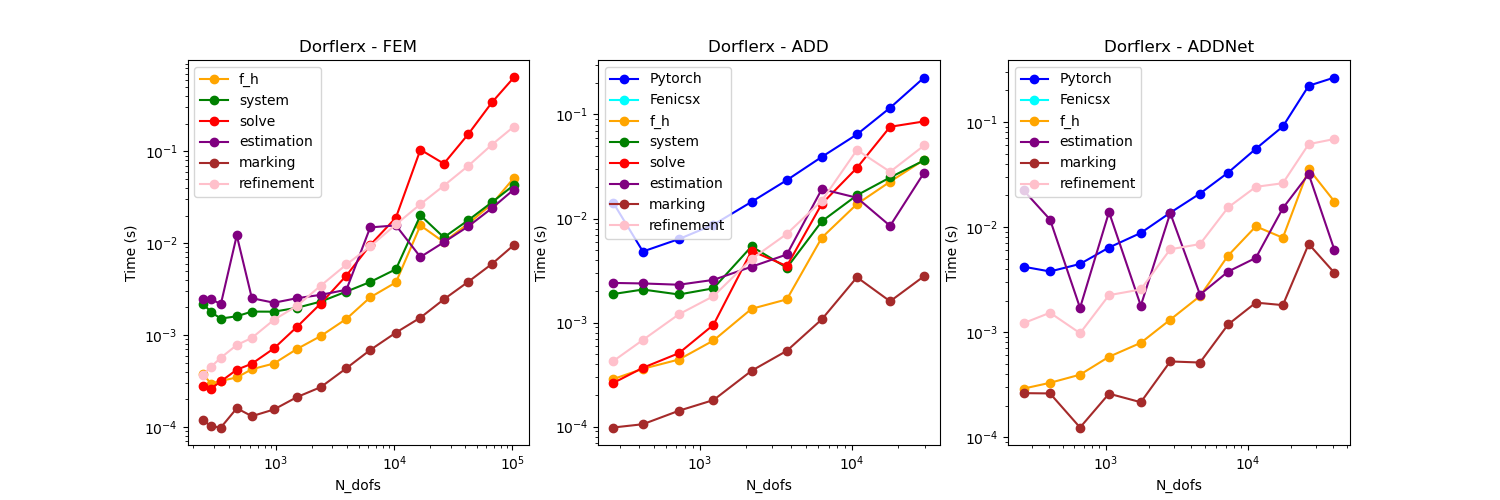 Dorflerx - FEM
f_h
system
solve
estimation
marking
refinement
Time (s)
10⁻¹
10⁻²
10⁻³
10⁻⁴
10³
10⁴
10⁵
N_dofs
Dorflerx - ADD
Pytorch
Fenicsx
f_h
system
solve
estimation
marking
refinement
Time (s)
10⁻¹
10⁻²
10⁻³
10⁻⁴
10³
10⁴
N_dofs
Dorflerx - ADDNet
Pytorch
Fenicsx
f_h
estimation
marking
refinement
Time (s)
10⁻¹
10⁻²
10⁻³
10⁻⁴
10³
10⁴
N_dofs